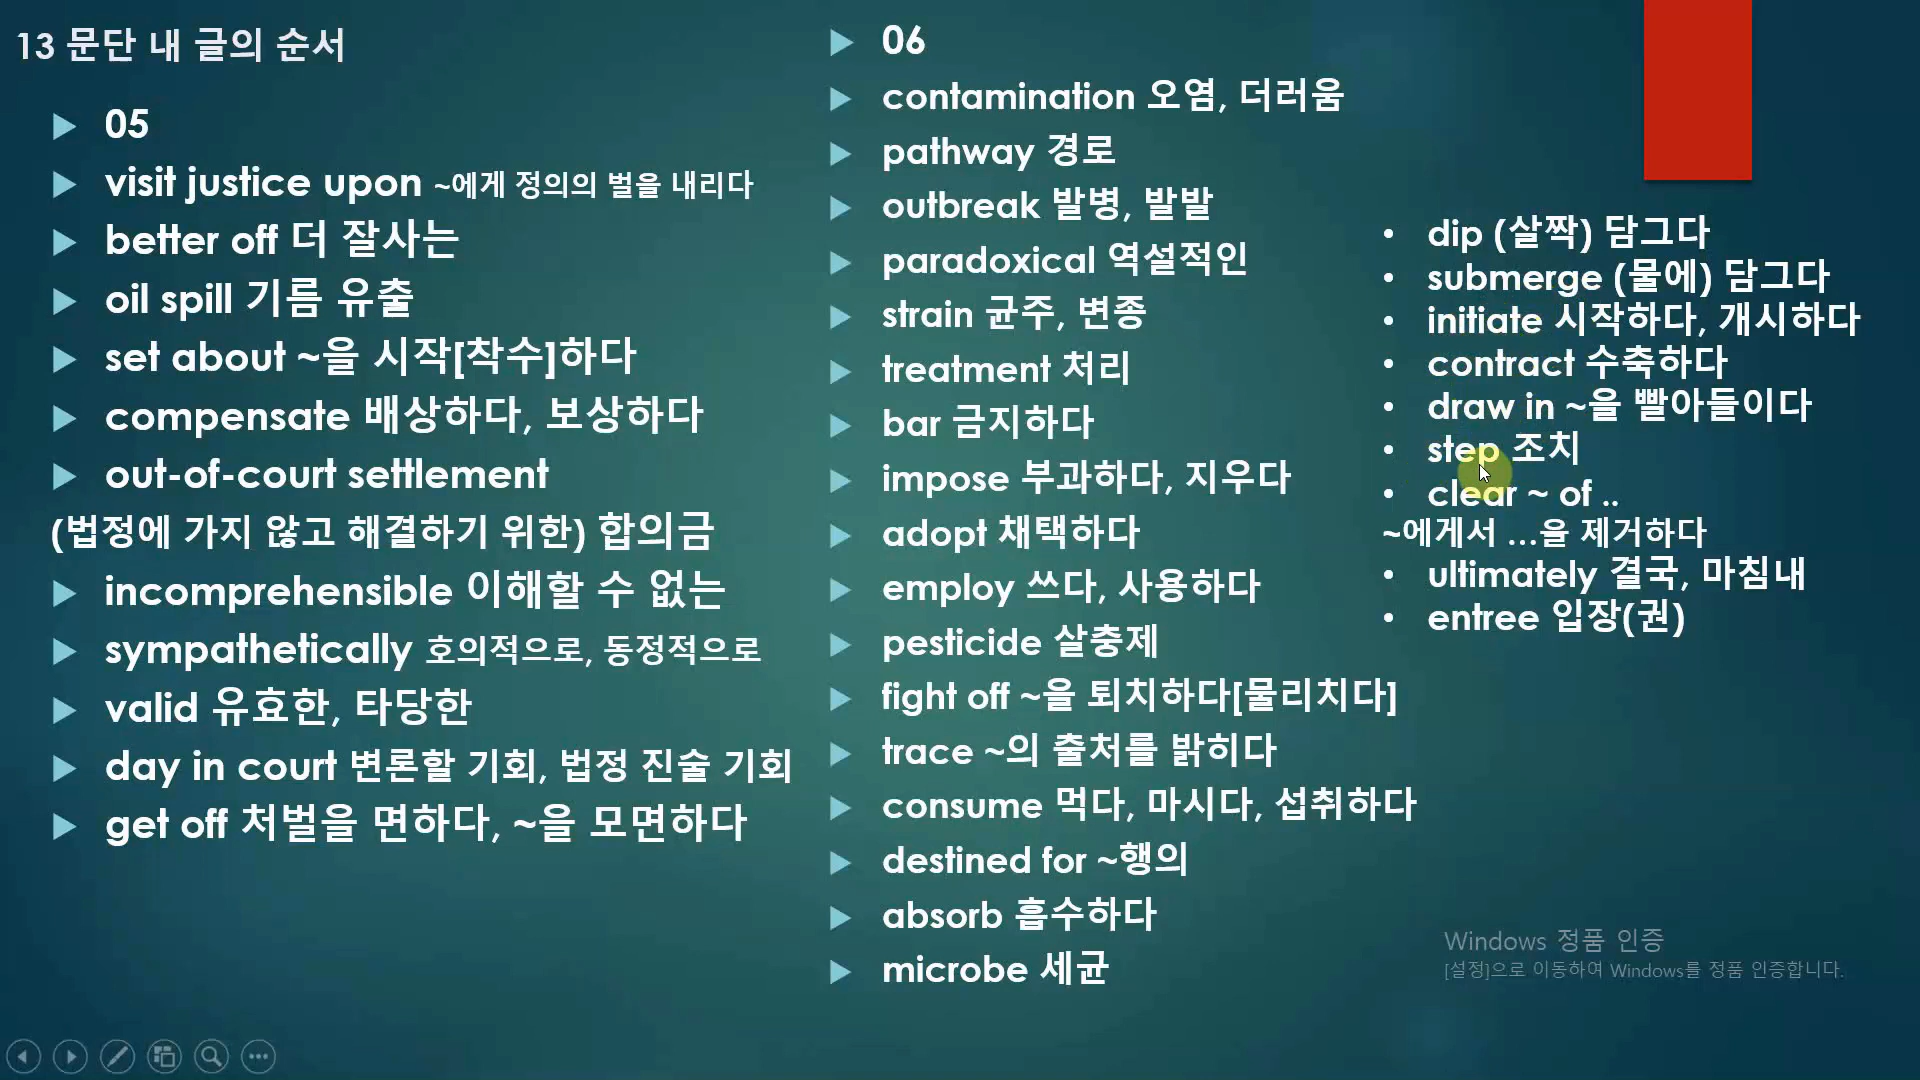 13 문단 내 글의 순서
05
visit justice upon ~에게 정의의 벌을 내리다
better off 더 잘사는
oil spill 기름 유출
set about ~을 시작[착수]하다
compensate 배상하다, 보상하다
out-of-court settlement
(법정에 가지 않고 해결하기 위한) 합의금
incomprehensible 이해할 수 없는
sympathetically 호의적으로, 동정적으로
valid 유효한, 타당한
day in court 변론할 기회, 법정 진술 기회
get off 처벌을 면하다, ~을 모면하다
06
contamination 오염, 더러움
pathway 경로
outbreak 발병, 발발
paradoxical 역설적인
strain 균주, 변종
treatment 처리
bar 금지하다
impose 부과하다, 지우다
adopt 채택하다
employ 쓰다, 사용하다
pesticide 살충제
fight off ~을 퇴치하다[물리치다]
trace ~의 출처를 밝히다
consume 먹다, 마시다, 섭취하다
destined for ~행의
absorb 흡수하다
microbe 세균
dip (살짝) 담그다
submerge (물에) 담그다
initiate 시작하다, 개시하다
contract 수축하다
draw in ~을 빨아들이다
step 조치
clear ~ of ..
~에게서 ...을 제거하다
ultimately 결국, 마침내
entree 입장(권)
Windows 정품 인증
[설정]으로 이동하여 Windows를 정품 인증합니다.